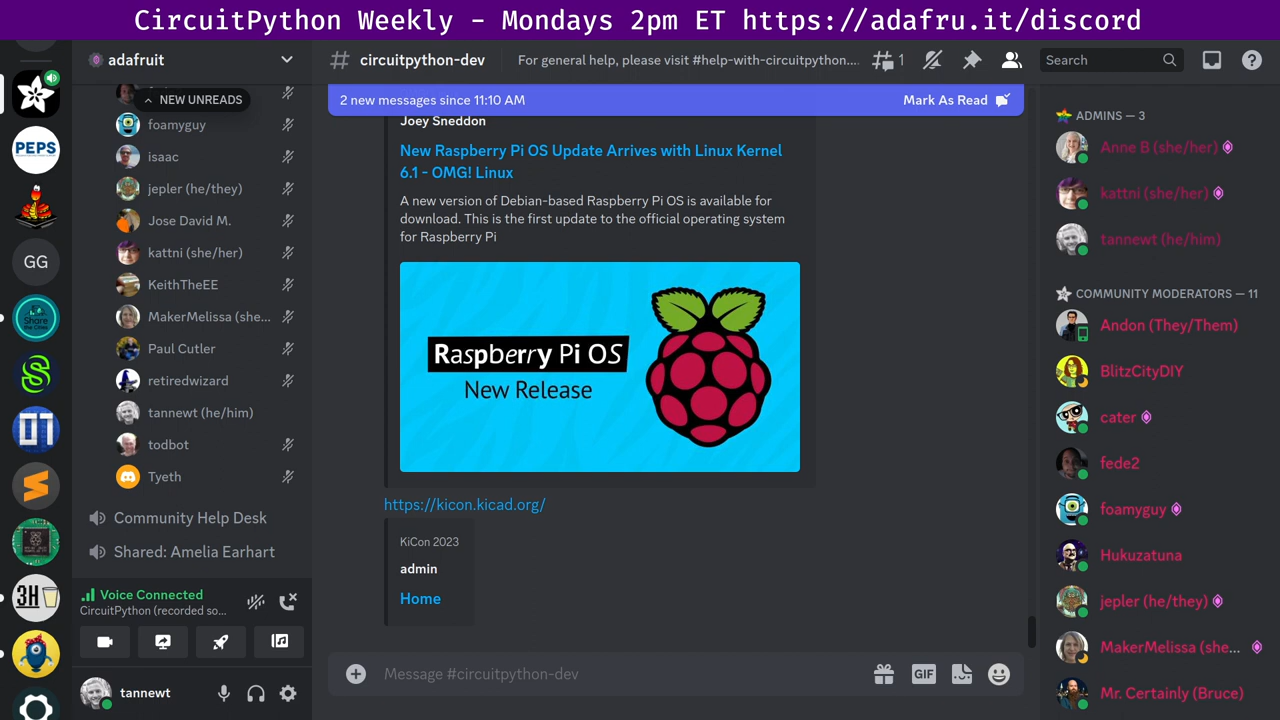 CircuitPython Weekly - Mondays 2pm ET https://adafru.it/discord
adafruit
NEW UNREADS
foamyguy
isaac
jepler (he/they)
Jose David M.
kattni (she/her)
KeithTheEE
MakerMelissa (she...
Paul Cutler
retiredwizard
tannewt (he/him)
todbot
Tyeth
Community Help Desk
Shared: Amelia Earhart
Voice Connected
CircuitPython (recorded so...
tannewt
PEPS
GG
Share
S
07
3H
circuitpython-dev
For general help, please visit #help-with-circuitpython....
1
Search
2 new messages since 11:10 AM
Mark As Read
Joey Sneddon
New Raspberry Pi OS Update Arrives with Linux Kernel
6.1 - OMG! Linux
A new version of Debian-based Raspberry Pi OS is available for
download. This is the first update to the official operating system
for Raspberry Pi
Raspberry Pi OS
New Release
https://kicon.kicad.org/
KiCon 2023
admin
Home
Message #circuitpython-dev
GIF
ADMINS — 3
Anne B (she/her)
kattni (she/her)
tannewt (he/him)
COMMUNITY MODERATORS — 11
Andon (They/Them)
BlitzCityDIY
cater
fede2
foamyguy
Hukuzatuna
jepler (he/they)
MakerMelissa (she...
Mr. Certainly (Bruce)